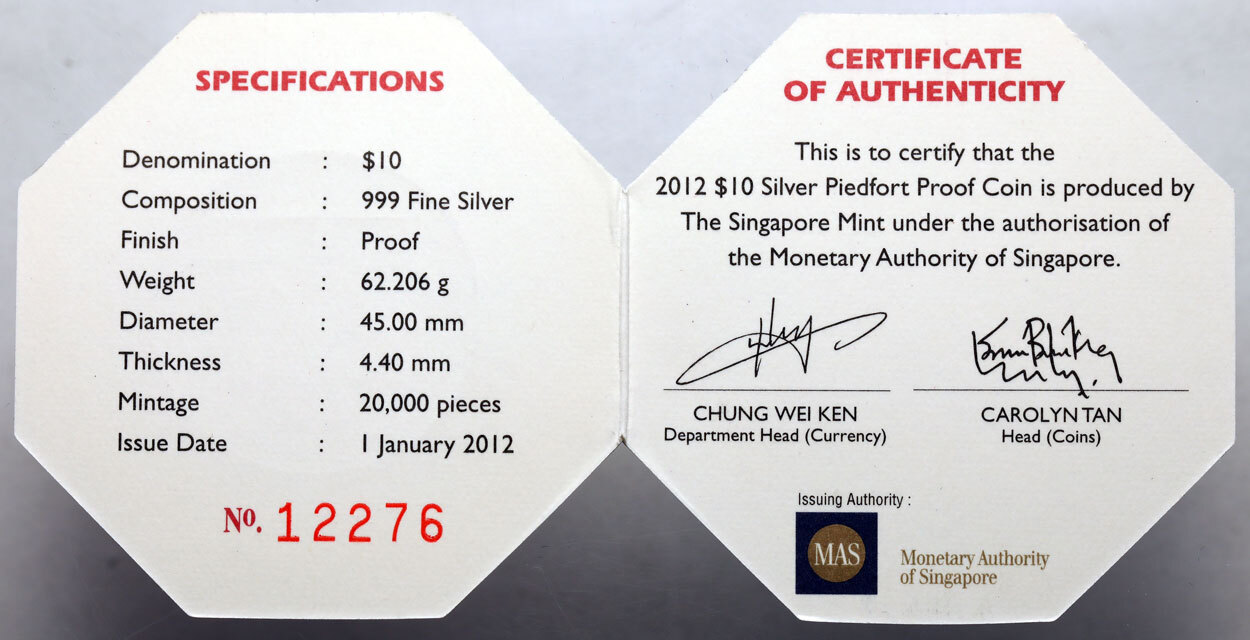 SPECIFICATIONS
Denomination : $10
Composition : 999 Fine Silver
Finish : Proof
Weight : 62.206 g
Diameter : 45.00 mm
Thickness : 4.40 mm
Mintage : 20,000 pieces
Issue Date : 1 January 2012
No. 12276
CERTIFICATE
OF AUTHENTICITY
This is to certify that the
2012 $10 Silver Piedfort Proof Coin is produced by
The Singapore Mint under the authorisation of
the Monetary Authority of Singapore.
CHUNG WEI KEN
Department Head (Currency)
CAROLYN TAN
Head (Coins)
Issuing Authority :
MAS
Monetary Authority
of Singapore